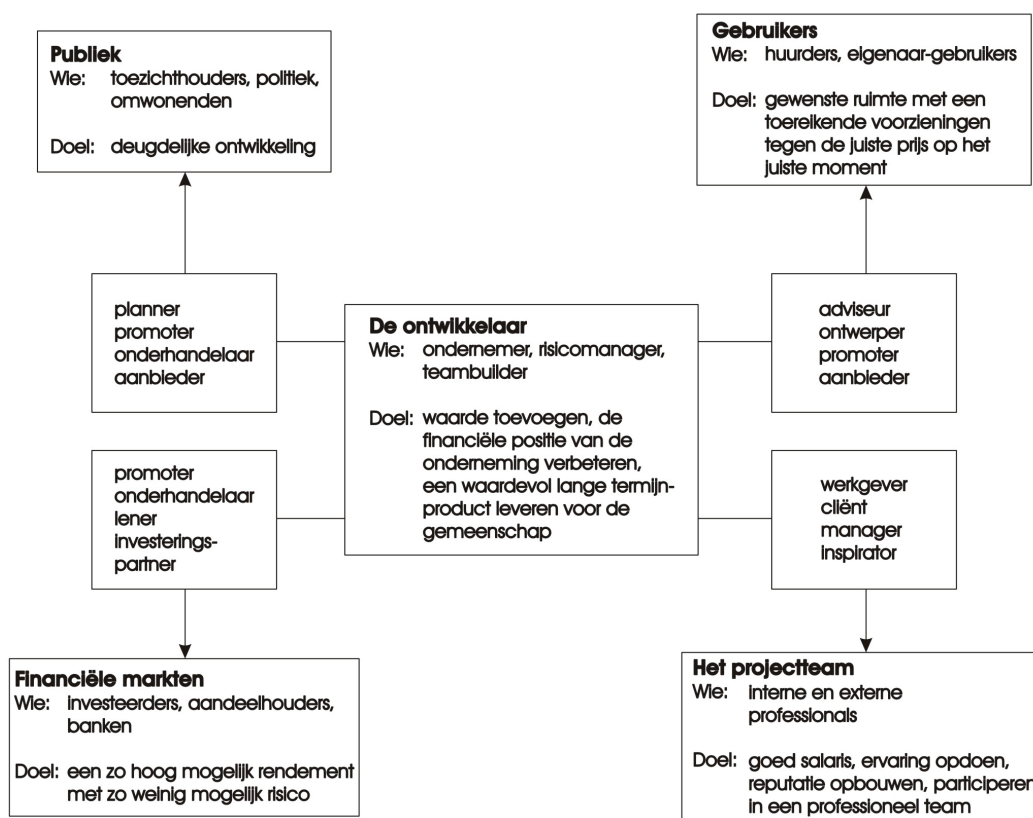 Publiek
Wie: toezichthouders, politiek,
omwonenden
Doel: deugdelijke ontwikkeling
Gebruikers
Wie: huurders, eigenaar-gebruikers
Doel: gewenste ruimte met een
toereikende voorzieningen
tegen de juiste prijs op het
juiste moment
planner
promoter
onderhandelaar
aanbieder
De ontwikkelaar
Wie: ondernemer, risicomanager,
teambuilder
Doel: waarde toevoegen, de
financiële positie van de
onderneming verbeteren,
een waardevol lange termijn-
product leveren voor de
gemeenschap
adviseur
ontwerper
promoter
aanbieder
promoter
onderhandelaar
lener
investerings-
partner
werkgever
cliënt
manager
inspirator
Financiële markten
Wie: investeerders, aandeelhouders,
banken
Doel: een zo hoog mogelijk rendement
met zo weinig mogelijk risico
Het projectteam
Wie: interne en externe
professionals
Doel: goed salaris, ervaring opdoen,
reputatie opbouwen, participeren
in een professioneel team